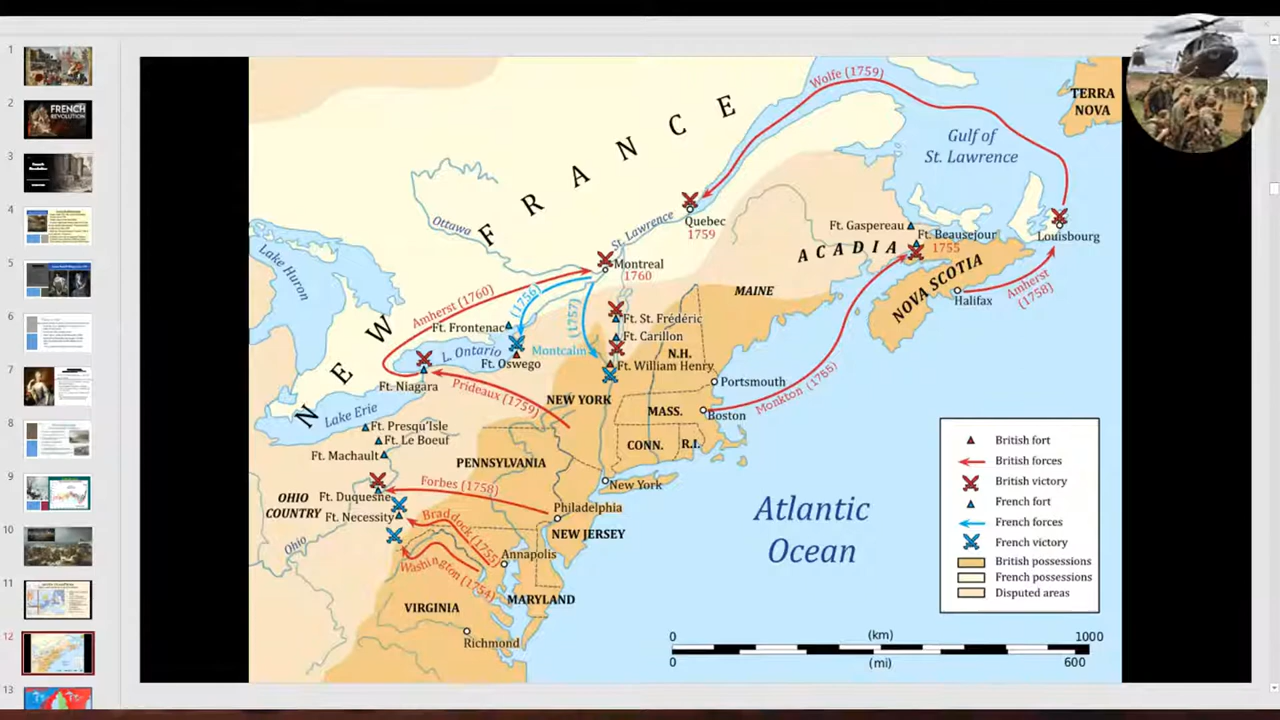 1
2
FRENCH
REVOLUTION
3
4
5
6
7
8
9
10
11
12
13
TERRA
NOVA
Wolfe (1759)
Gulf of
St. Lawrence
NEW FRANCE
Ottawa
St. Lawrence
Quebec
1759
Louisbourg
Ft. Gaspereau
Ft. Beausejour
1755
ACADIA
NOVA SCOTIA
Halifax
Amherst
(1758)
Lake Huron
Montreal
1760
Amherst (1760)
(1756)
(1757)
MAINE
Ft. St. Frédéric
Ft. Frontenac
Ft. Carillon
L. Ontario
Montcalm
N.H.
Ft. Oswego
Ft. William Henry
Ft. Niagara
Prideaux (1759)
Portsmouth
Monkton (1755)
NEW YORK
MASS.
Boston
Lake Erie
Ft. Presqu'Isle
Ft. Le Boeuf
CONN.
R.I.
Ft. Machault
PENNSYLVANIA
New York
Forbes (1758)
OHIO
COUNTRY
Ft. Duquesne
Ft. Necessity
Philadelphia
Braddock (1755)
NEW JERSEY
Ohio
Annapolis
Washington (1754)
MARYLAND
VIRGINIA
Richmond
Atlantic
Ocean
British fort
British forces
British victory
French fort
French forces
French victory
British possessions
French possessions
Disputed areas
0 (km) 1000
0 (mi) 600